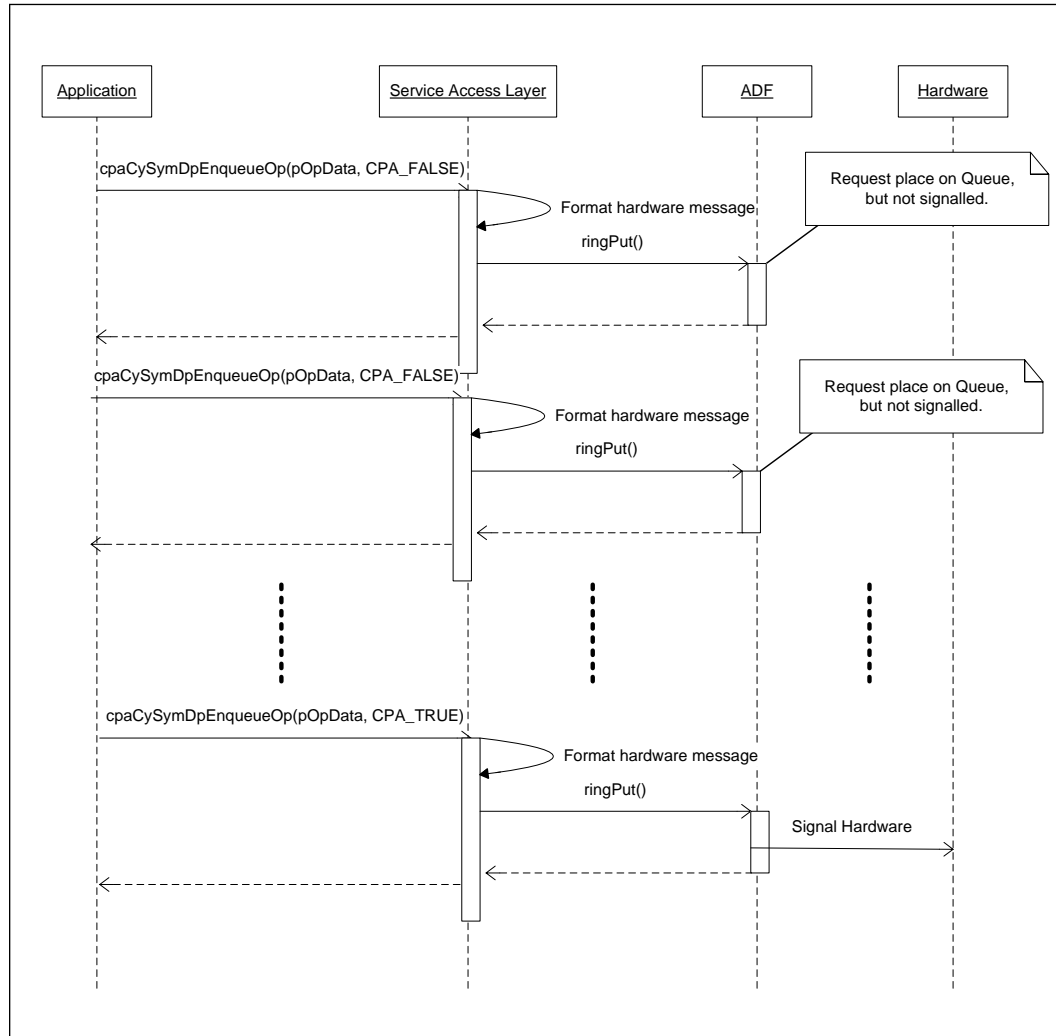 Application
Service Access Layer
ADF
Hardware
cpaCySymDpEnqueueOp(pOpData, CPA_FALSE)
Request place on Queue,
but not signalled.
Format hardware message
ringPut()
cpaCySymDpEnqueueOp(pOpData, CPA_FALSE)
Request place on Queue,
but not signalled.
Format hardware message
ringPut()
cpaCySymDpEnqueueOp(pOpData, CPA_TRUE)
Format hardware message
ringPut()
Signal Hardware